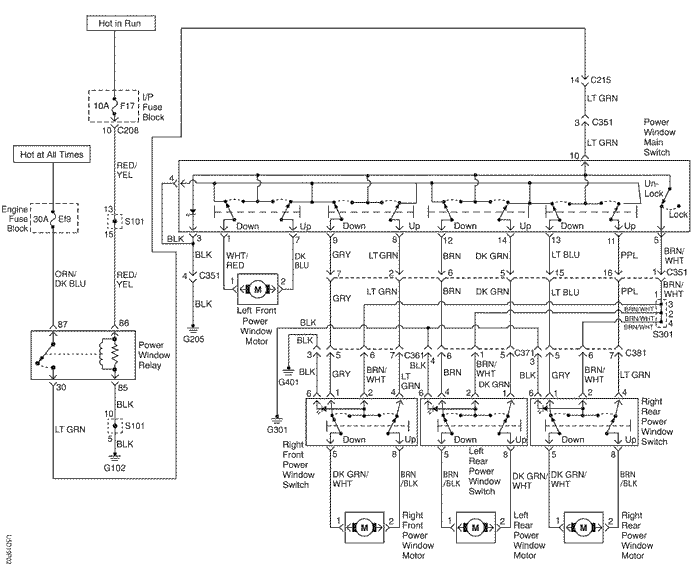 Hot in Run
10A F17
I/P
Fuse
Block
10 C208
RED/
YEL
Hot at All Times
Engine
Fuse
Block
30A Ef9
13
S101
15
ORN/
DK BLU
RED/
YEL
87 86
Power
Window
Relay
30 85
LT GRN
BLK
10
S101
5
BLK
G102
14 C215
LT GRN
3 C351
LT GRN
10
Power
Window
Main
Switch
4
Un-
Lock
Lock
Down Up Down Up Down Up Down Up
BLK 3 1 7 9 8 12 14 13 11 5
BLK WHT/
RED DK
BLU GRY LT GRN BRN DK GRN LT BLU PPL BRN/
WHT
4 C351
7 2 6 5 15 16 1 C351
1 M 2
BLK
G205
Left Front
Power
Window
Motor
GRY LT GRN BRN DK GRN LT BLU PPL BRN/
WHT
BRN/WHT 1 3
BRN/WHT 2
BRN/WHT 4
S301
BLK
BLK
3 5 6 7 C361 4 6 1 5 C371 3 5 6 7 C381
G401
BLK GRY BRN/
WHT LT
GRN BLK BRN BRN/
WHT DK GRN BLK GRY BRN/
WHT LT GRN
6 1 2 4 6 4 2 1 6 1 2 4
G301
Down Up Down Up Down Up
Right
Front
Power
Window
Switch
Left
Rear
Power
Window
Switch
Right
Rear
Power
Window
Switch
5 8 5 8 5 8
DK GRN/
WHT BRN
/BLK BRN
/BLK DK GRN/
WHT DK GRN/
WHT BRN
/BLK
1 M 2 1 M 2 1 M 2
Right
Front
Power
Window
Motor
Left
Rear
Power
Window
Motor
Right
Rear
Power
Window
Motor